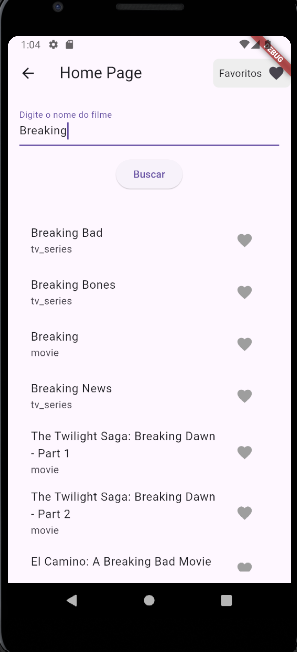 1:04
DEBUG
Home Page
Favoritos
Digite o nome do filme
Breaking
Buscar
Breaking Bad
tv_series
Breaking Bones
tv_series
Breaking
movie
Breaking News
tv_series
The Twilight Saga: Breaking Dawn
- Part 1
movie
The Twilight Saga: Breaking Dawn
- Part 2
movie
El Camino: A Breaking Bad Movie